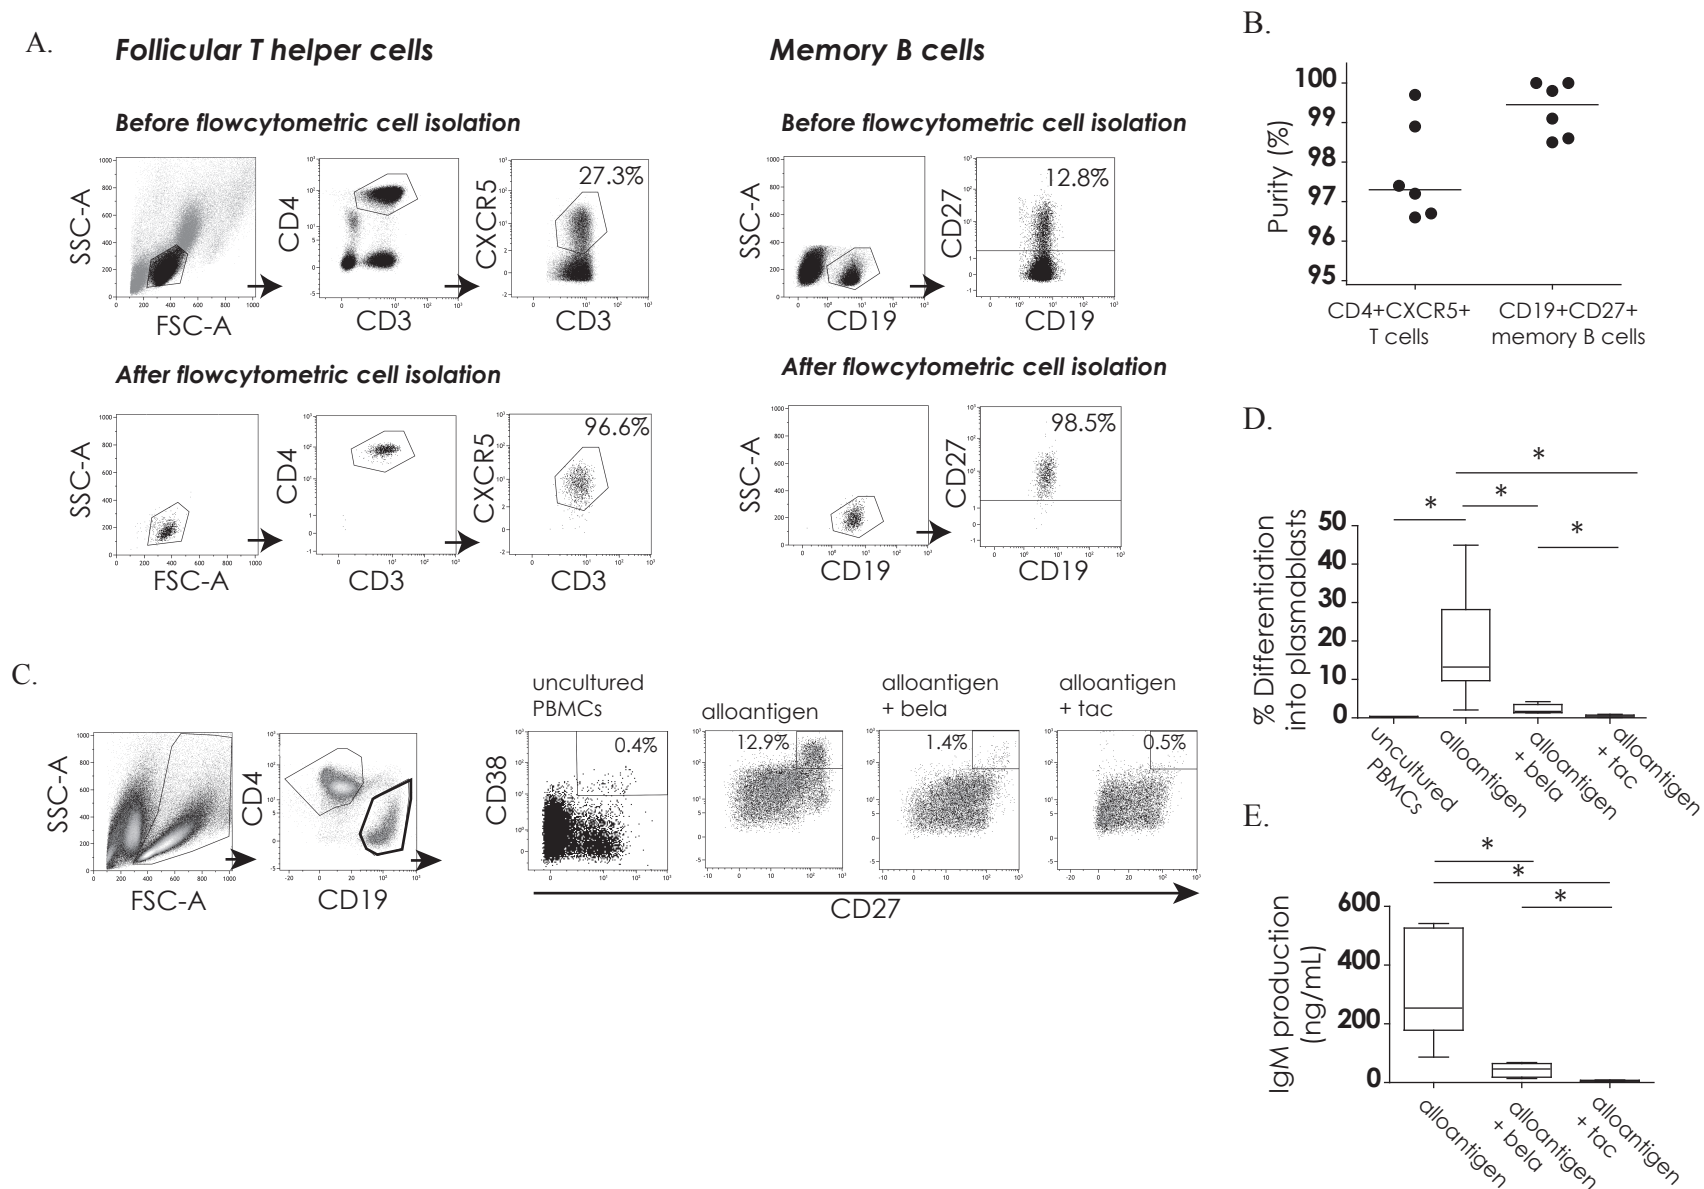 A.
Follicular T helper cells
Before flowcytometric cell isolation
SSC-A
FSC-A
CD4
CD3
CXCR5
27.3%
CD3
After flowcytometric cell isolation
SSC-A
FSC-A
CD4
CD3
CXCR5
96.6%
CD3
Memory B cells
Before flowcytometric cell isolation
SSC-A
CD19
CD27
12.8%
CD19
After flowcytometric cell isolation
SSC-A
CD19
CD27
98.5%
CD19
B.
Purity (%)
100
99
98
97
96
95
CD4+CXCR5+
T cells
CD19+CD27+
memory B cells
C.
SSC-A
FSC-A
CD4
CD19
CD38
uncultured
PBMCs
0.4%
alloantigen
12.9%
alloantigen
+ bela
1.4%
alloantigen
+ tac
0.5%
CD27
D.
% Differentiation
into plasmablasts
50
40
30
20
10
0
*
*
*
*
uncultured
PBMCs
alloantigen
alloantigen
+ bela
alloantigen
+ tac
E.
IgM production
(ng/mL)
600
400
200
0
*
*
*
alloantigen
alloantigen
+ bela
alloantigen
+ tac